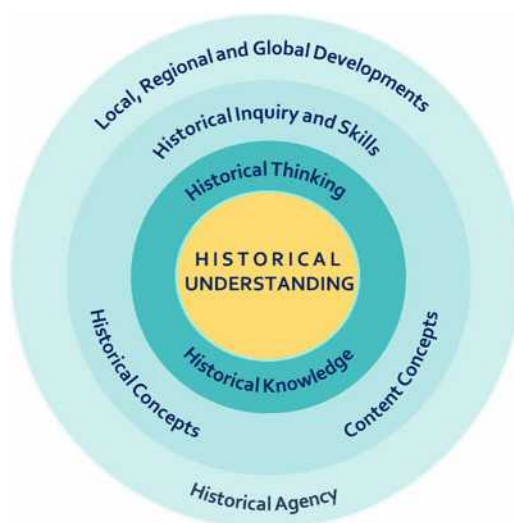 Local, Regional and Global Developments
Historical Inquiry and Skills
Historical Thinking
HISTORICAL
UNDERSTANDING
Historical Knowledge
Historical Concepts
Content Concepts
Historical Agency